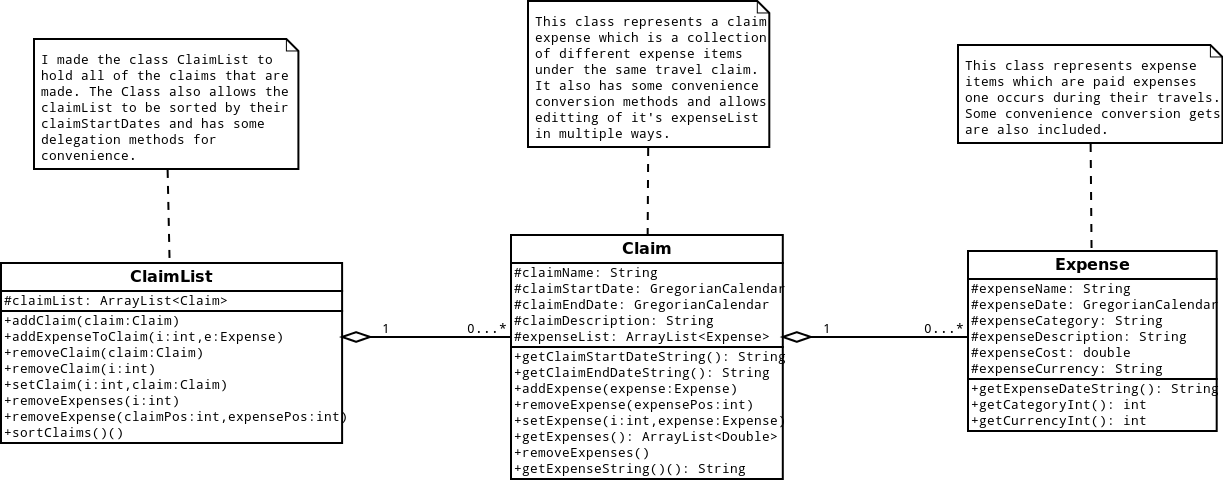 I made the class ClaimList to
hold all of the claims that are
made. The Class also allows the
claimList to be sorted by their
claimStartDates and has some
delegation methods for
convenience.
This class represents a claim
expense which is a collection
of different expense items
under the same travel claim.
It also has some convenience
conversion methods and allows
editting of it's expenseList
in multiple ways.
This class represents expense
items which are paid expenses
one occurs during their travels.
Some convenience conversion gets
are also included.
ClaimList
#claimList: ArrayList<Claim>
+addClaim(claim:Claim)
+addExpenseToClaim(i:int,e:Expense)
+removeClaim(claim:Claim)
+removeClaim(i:int)
+setClaim(i:int,claim:Claim)
+removeExpenses(i:int)
+removeExpense(claimPos:int,expensePos:int)
+sortClaims()()
1
0...*
Claim
#claimName: String
#claimStartDate: GregorianCalendar
#claimEndDate: GregorianCalendar
#claimDescription: String
#expenseList: ArrayList<Expense>
+getClaimStartDateString(): String
+getClaimEndDateString(): String
+addExpense(expense:Expense)
+removeExpense(expensePos:int)
+setExpense(i:int,expense:Expense)
+getExpenses(): ArrayList<Double>
+removeExpenses()
+getExpenseString()(): String
1
0...*
Expense
#expenseName: String
#expenseDate: GregorianCalendar
#expenseCategory: String
#expenseDescription: String
#expenseCost: double
#expenseCurrency: String
+getExpenseDateString(): String
+getCategoryInt(): int
+getCurrencyInt(): int